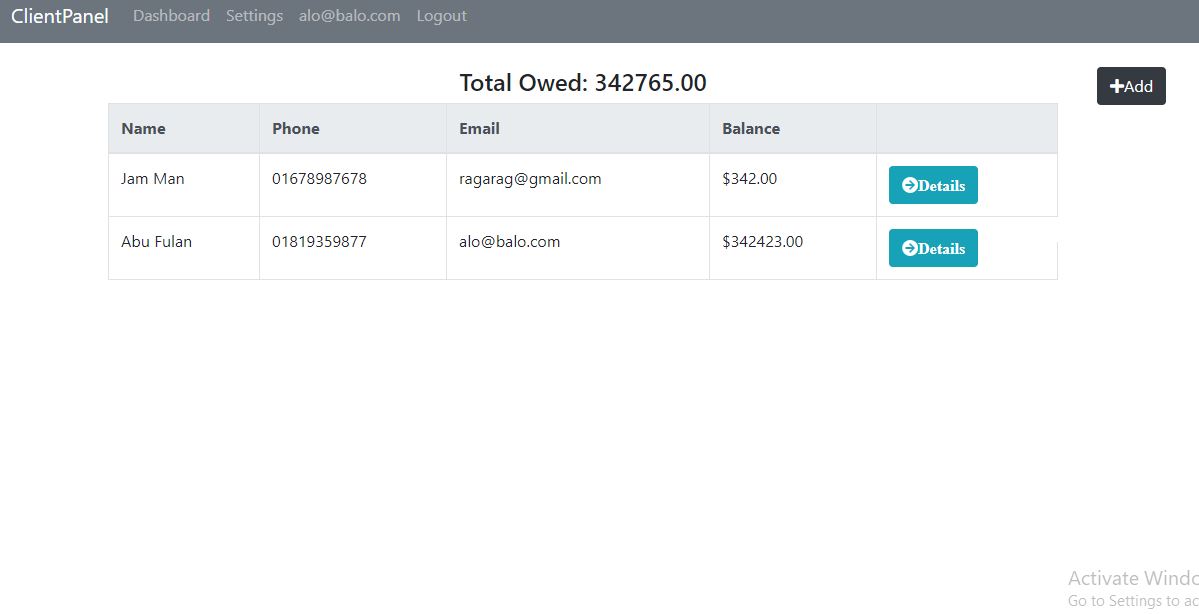 ClientPanel Dashboard Settings alo@balo.com Logout
Total Owed: 342765.00
Add
Name Phone Email Balance
Jam Man 01678987678 ragarag@gmail.com $342.00 Details
Abu Fulan 01819359877 alo@balo.com $342423.00 Details
Activate
Go to Settings to